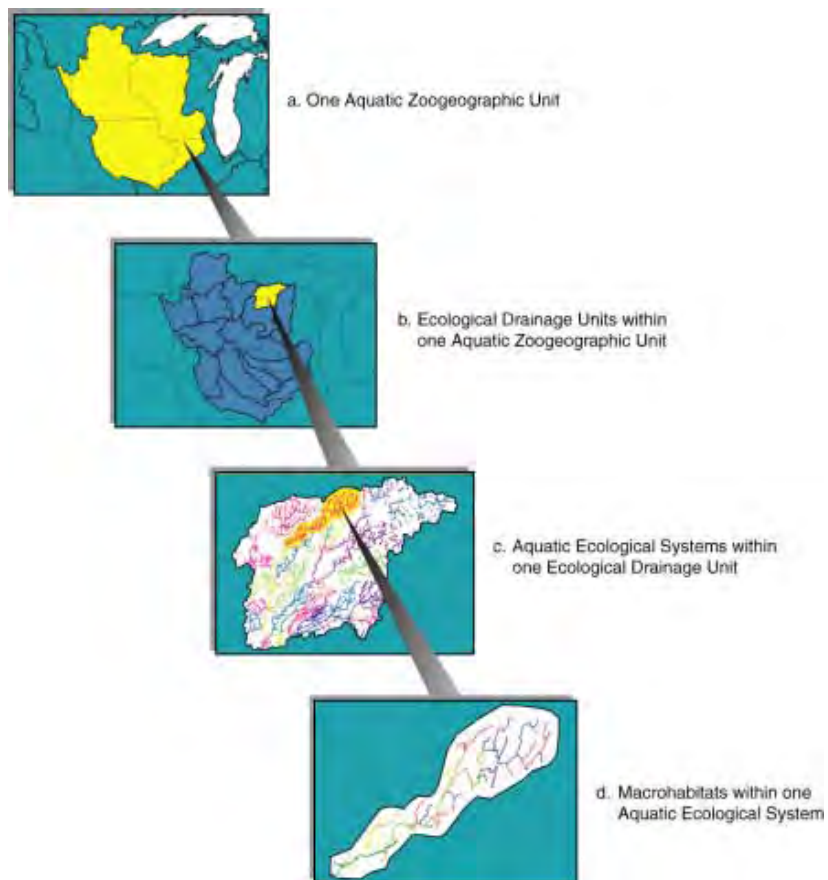 a. One Aquatic Zoogeographic Unit
b. Ecological Drainage Units within
one Aquatic Zoogeographic Unit
c. Aquatic Ecological Systems within
one Ecological Drainage Unit
d. Macrohabitats within one
Aquatic Ecological System